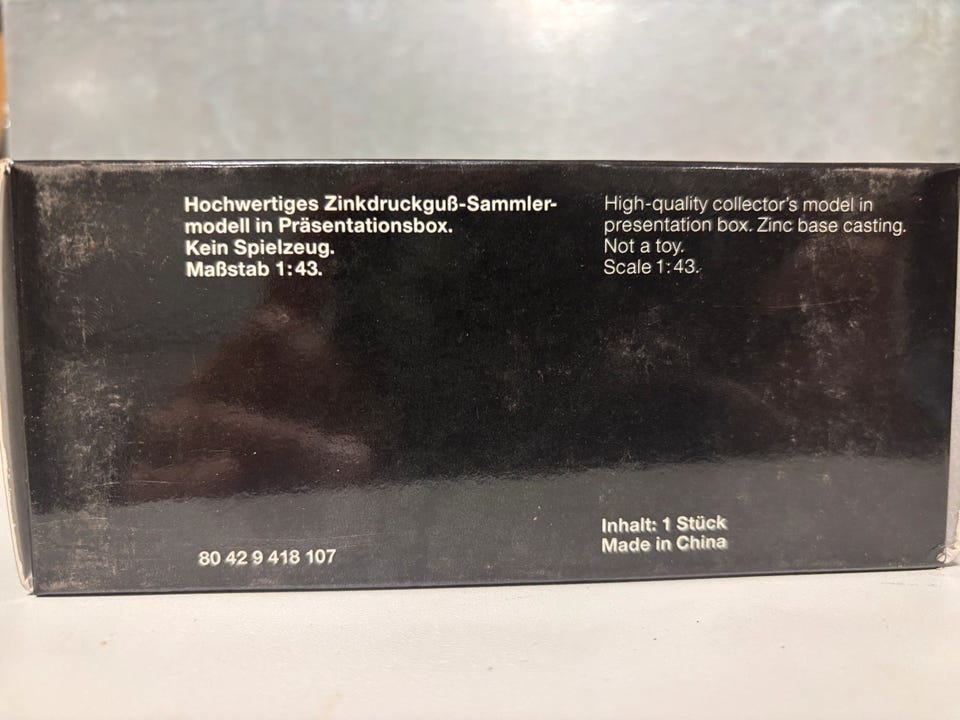 Hochwertiges Zinkdruckguß-Sammler-
modell in Präsentationsbox.
Kein Spielzeug.
Maßstab 1:43.
High-quality collector's model in
presentation box. Zinc base casting.
Not a toy.
Scale 1:43.
80 42 9 418 107
Inhalt: 1 Stück
Made in China